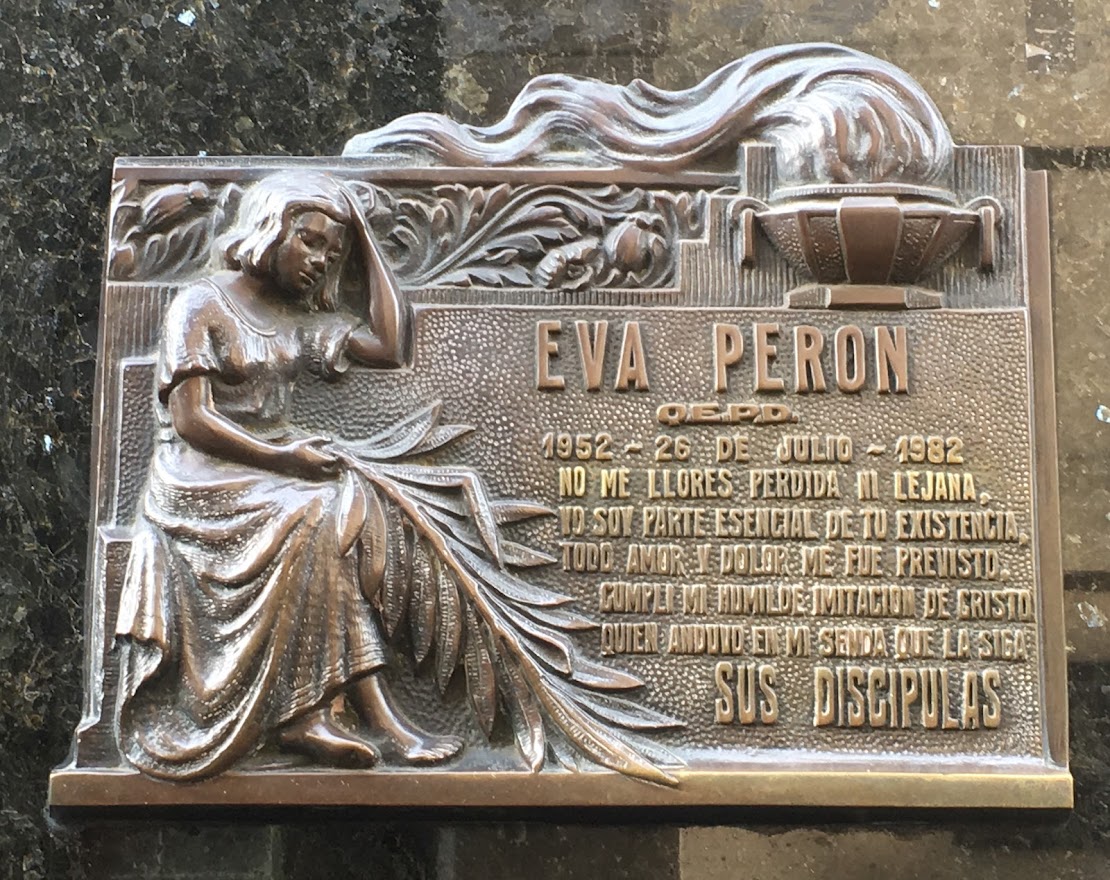 EVA PERON
Q.E.P.D.
1952 - 26 DE JULIO - 1982
NO ME LLORES PERDIDA NI LEJANA,
YO SOY PARTE ESENCIAL DE TU EXISTENCIA,
TODO AMOR Y DOLOR ME FUE PREVISTO,
CUMPLI MI HUMILDE IMITACION DE CRISTO
QUIEN ANDUVO EN MI SENDA QUE LA SIGA
SUS DISCIPULAS